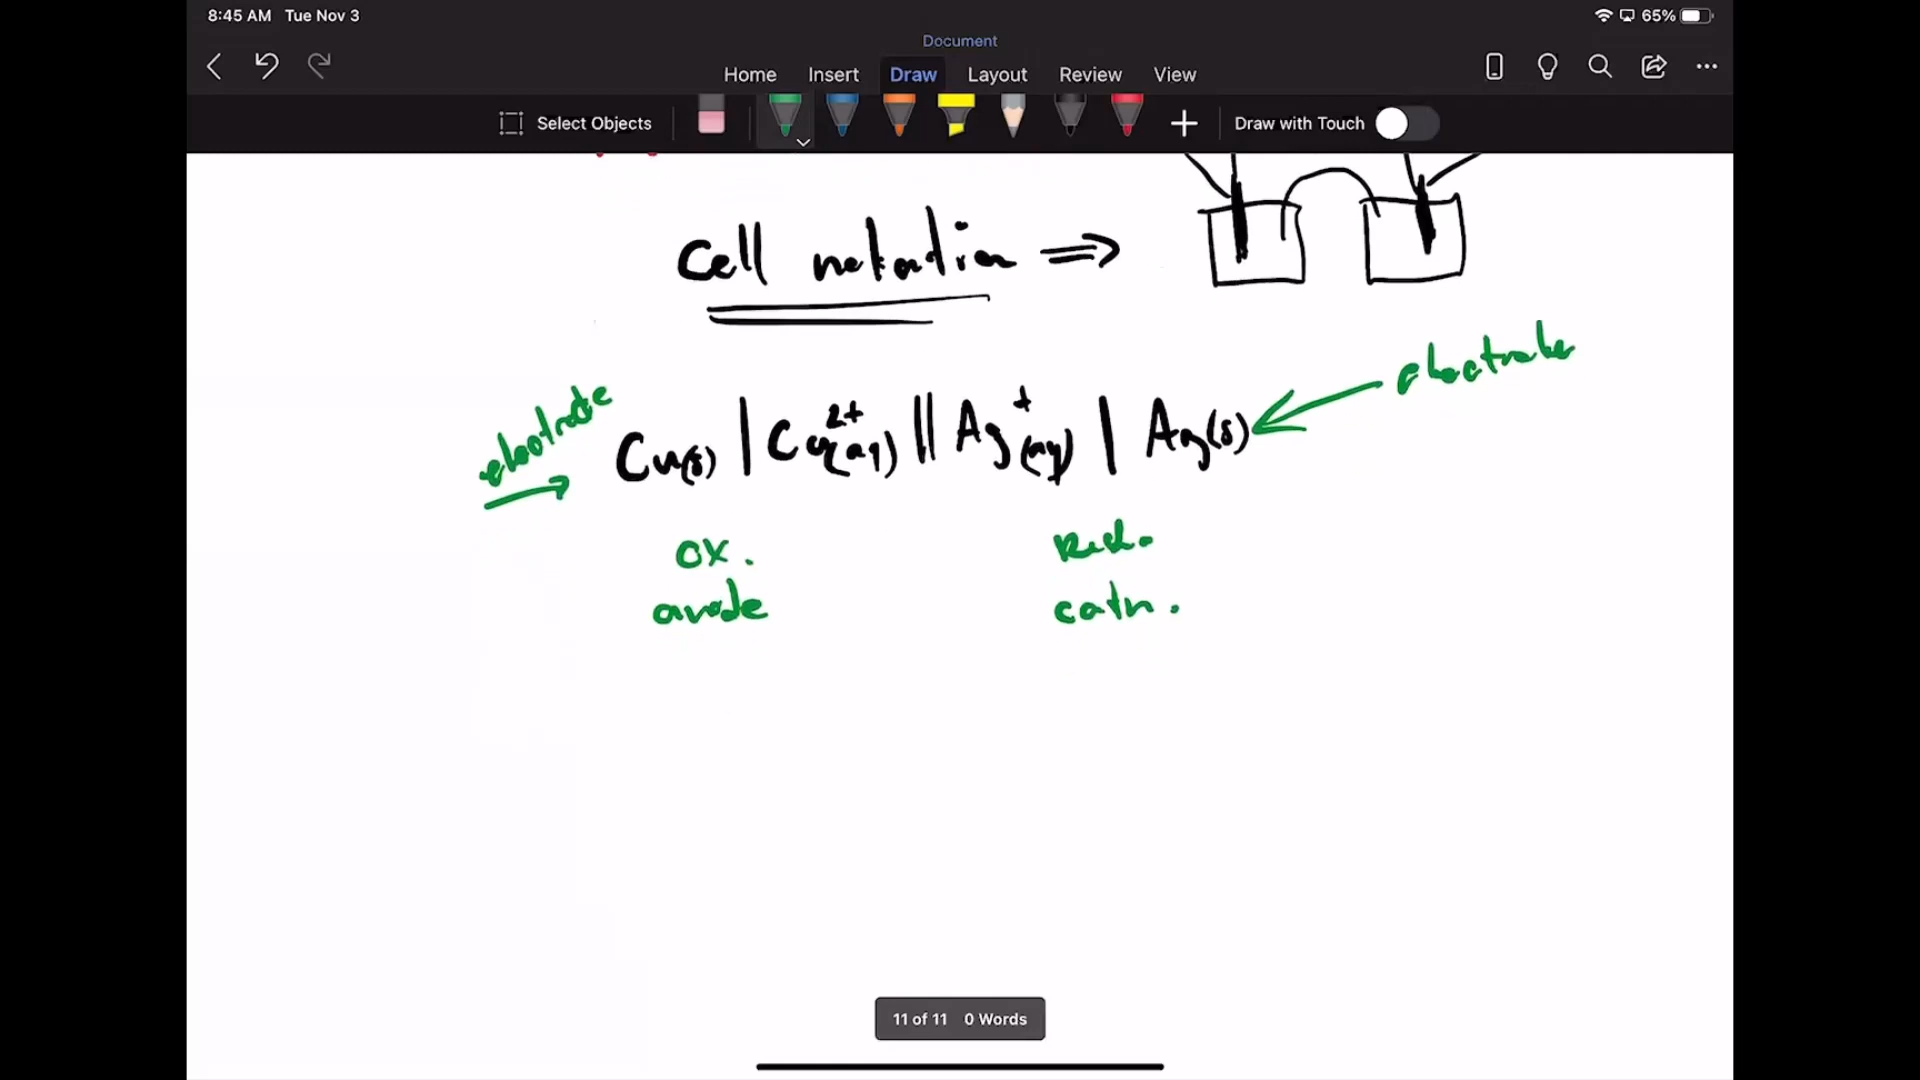 8:45 AM Tue Nov 3
65%
Document
Home Insert Draw Layout Review View
Select Objects
Draw with Touch
Cell notation ⇒
electrode
electrode
Cu(s) | Cu²⁺(aq) || Ag⁺(aq) | Ag(s)
ox. Red.
anode cath.
11 of 11 0 Words